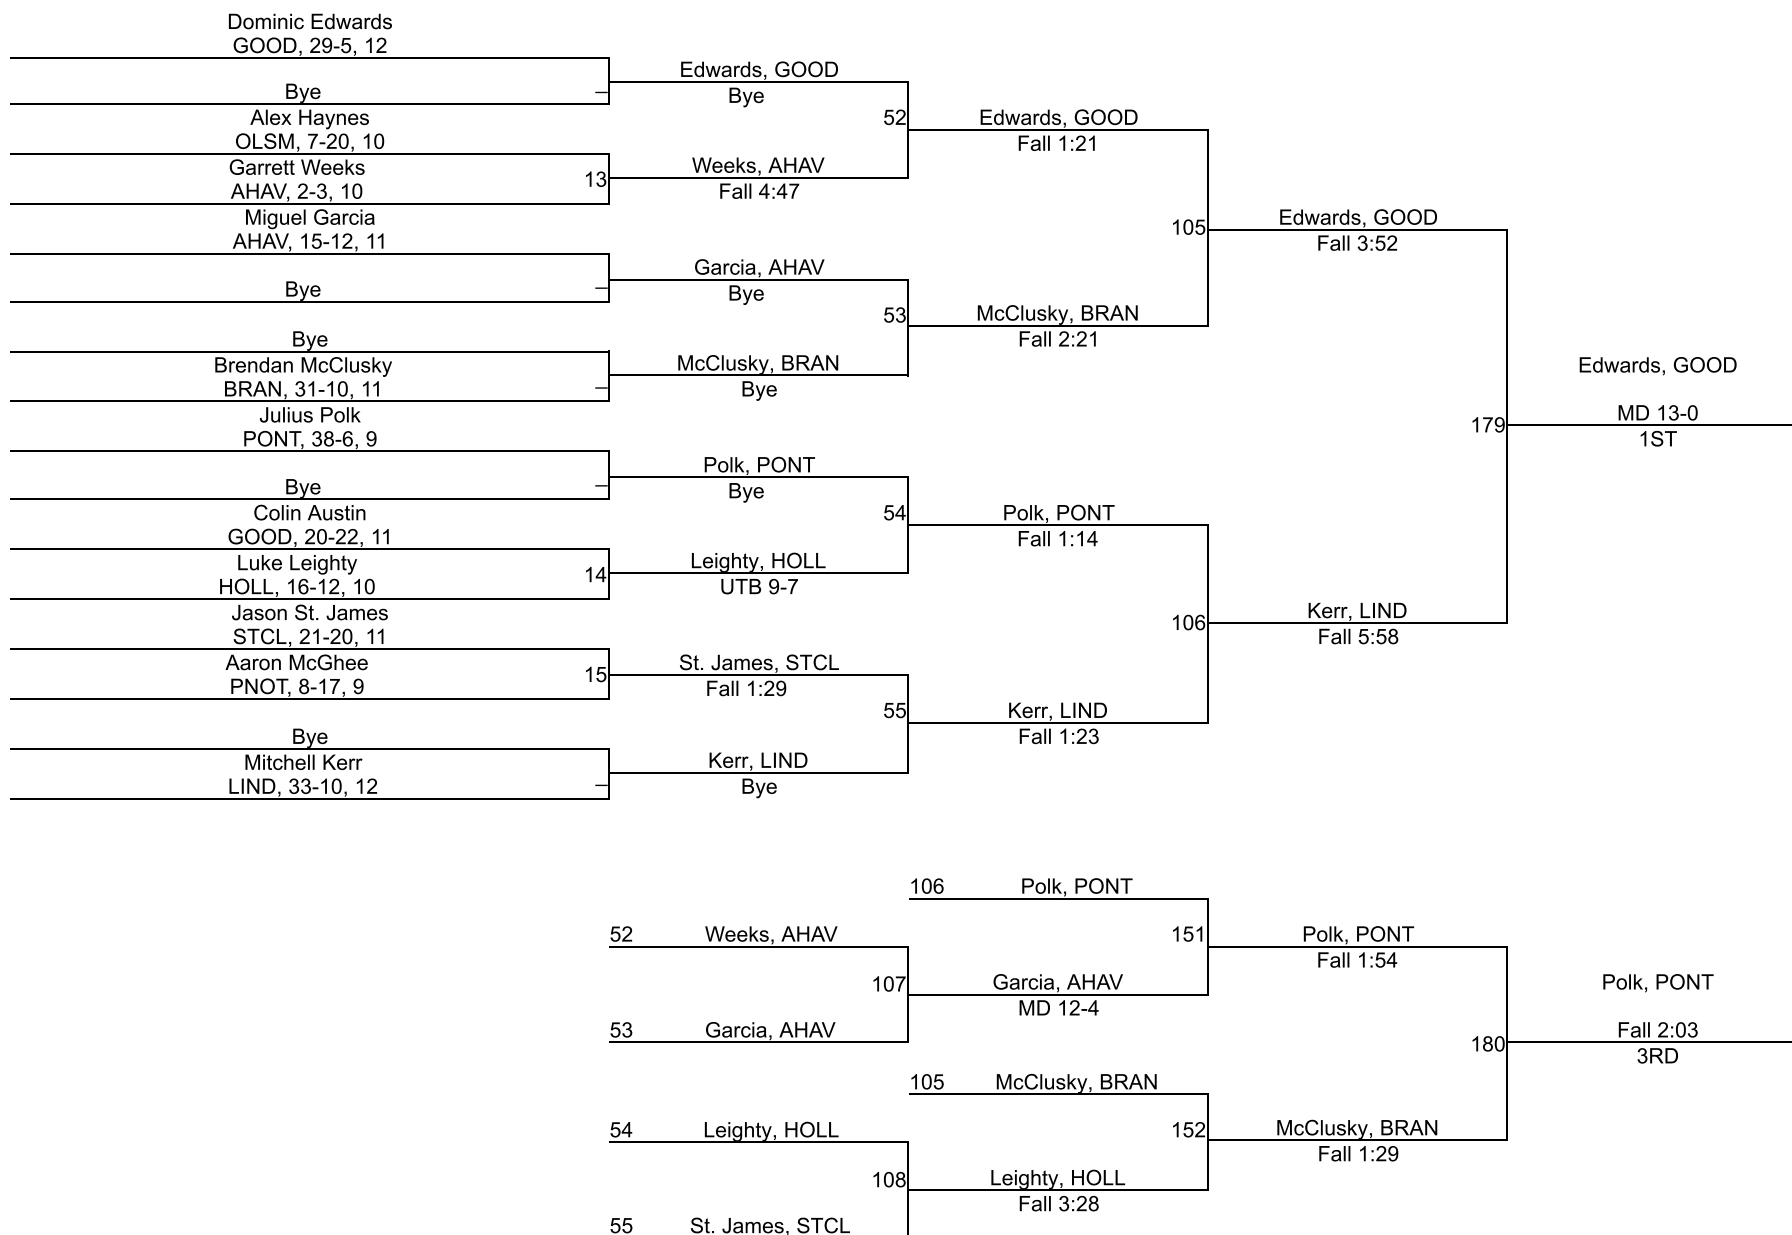 Dominic Edwards
GOOD, 29-5, 12
Bye
–
Alex Haynes
OLSM, 7-20, 10
Garrett Weeks
AHAV, 2-3, 10
13
Miguel Garcia
AHAV, 15-12, 11
Bye
–
Bye
Brendan McClusky
BRAN, 31-10, 11
–
Julius Polk
PONT, 38-6, 9
Bye
–
Colin Austin
GOOD, 20-22, 11
Luke Leighty
HOLL, 16-12, 10
14
Jason St. James
STCL, 21-20, 11
Aaron McGhee
PNOT, 8-17, 9
15
Bye
Mitchell Kerr
LIND, 33-10, 12
–
Edwards, GOOD
Bye
52
Weeks, AHAV
Fall 4:47
Garcia, AHAV
Bye
53
McClusky, BRAN
Bye
Polk, PONT
Bye
54
Leighty, HOLL
UTB 9-7
St. James, STCL
Fall 1:29
55
Kerr, LIND
Bye
Edwards, GOOD
Fall 1:21
105
McClusky, BRAN
Fall 2:21
Polk, PONT
Fall 1:14
106
Kerr, LIND
Fall 1:23
Edwards, GOOD
Fall 3:52
179
Kerr, LIND
Fall 5:58
Edwards, GOOD
MD 13-0
1ST
106 Polk, PONT
52 Weeks, AHAV
151
107
Garcia, AHAV
MD 12-4
53 Garcia, AHAV
Polk, PONT
Fall 1:54
105 McClusky, BRAN
54 Leighty, HOLL
152
108
Leighty, HOLL
Fall 3:28
55 St. James, STCL
McClusky, BRAN
Fall 1:29
180
Polk, PONT
Fall 2:03
3RD